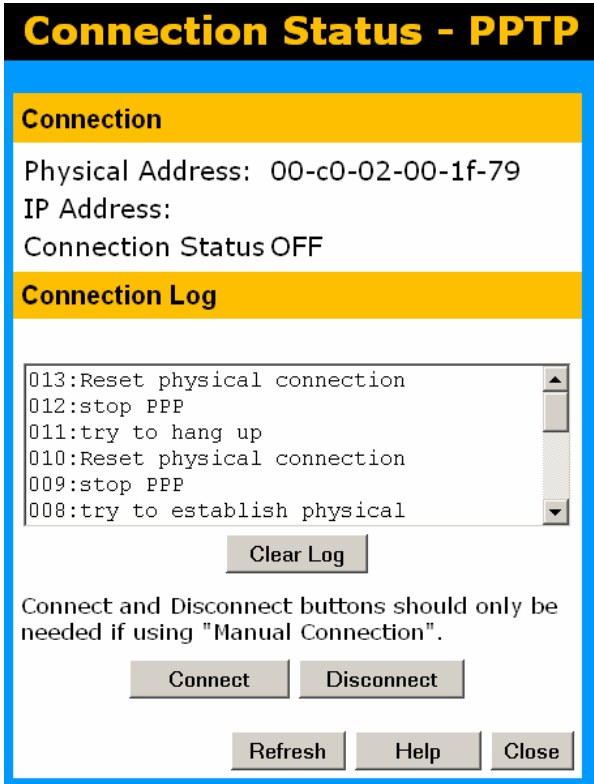 Connection Status - PPTP
Connection
Physical Address: 00-c0-02-00-1f-79
IP Address:
Connection Status OFF
Connection Log
013:Reset physical connection
012:stop PPP
011:try to hang up
010:Reset physical connection
009:stop PPP
008:try to establish physical
Clear Log
Connect and Disconnect buttons should only be
needed if using "Manual Connection".
Connect Disconnect
Refresh Help Close